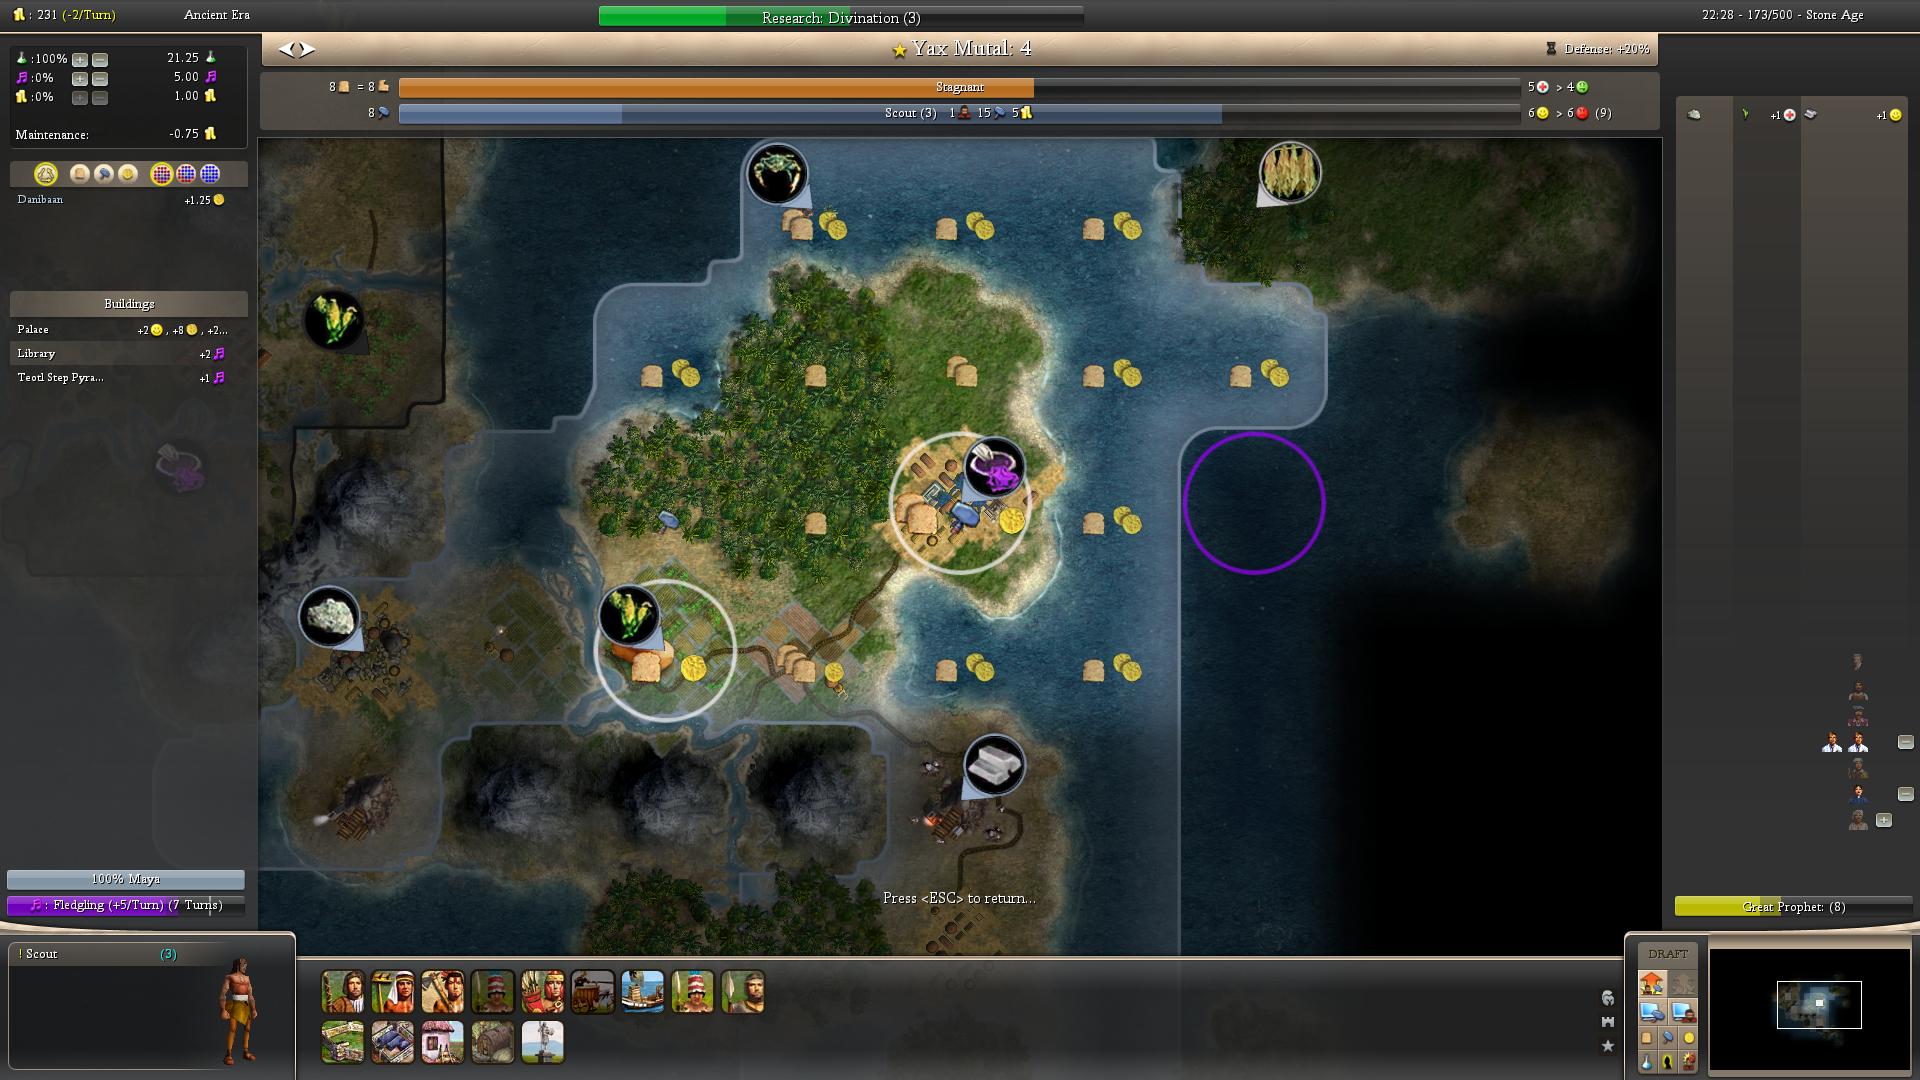 : 231 (-2/Turn)
Ancient Era
Research: Divination (3)
22:28 - 173/500 - Stone Age
:100%
21.25
:0%
5.00
:0%
1.00
Maintenance:
-0.75
Yax Mutal: 4
Defense: +20%
8 = 8
Stagnant
5 > 4
8
Scout (3) 1 15 5
6 > 6 (9)
+1
+1
Danibaan
+1.25
Buildings
Palace
+2 , +8 , +2...
Library
+2
Teotl Step Pyra...
+1
100% Maya
: Fledgling (+5/Turn) (7 Turns)
Press <ESC> to return...
Great Prophet: (8)
! Scout
(3)
DRAFT